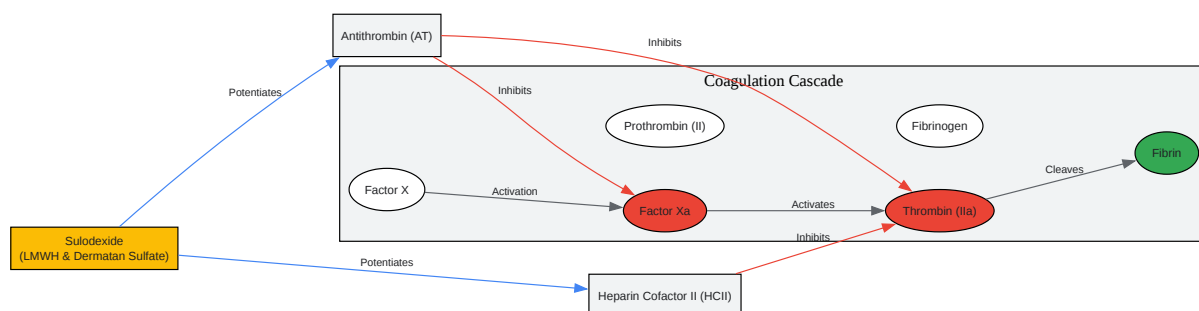 Antithrombin (AT)
Inhibits
Potentiates
Inhibits
Coagulation Cascade
Prothrombin (II)
Fibrinogen
Fibrin
Cleaves
Factor X
Activation
Factor Xa
Activates
Thrombin (IIa)
Sulodexide
(LMWH & Dermatan Sulfate)
Potentiates
Inhibits
Heparin Cofactor II (HCII)